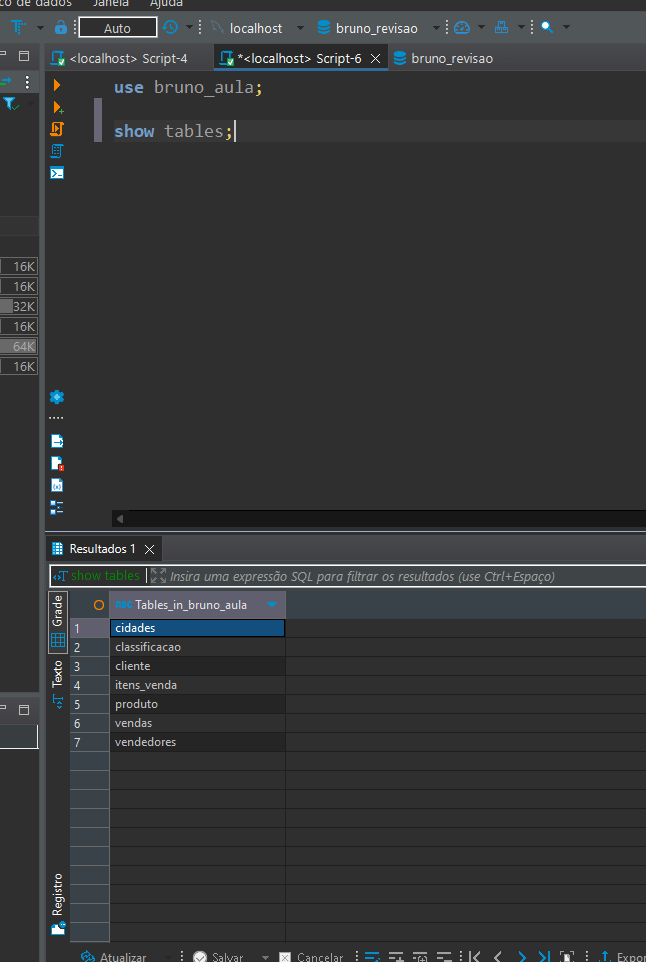 co de dados Janela Ajuda
Auto localhost bruno_revisao
<localhost> Script-4 *<localhost> Script-6 bruno_revisao
use bruno_aula;
show tables;
16K
16K
32K
16K
64K
16K
Resultados 1
show tables Insira uma expressão SQL para filtrar os resultados (use Ctrl+Espaço)
Grade
Texto
Registro
ABC Tables_in_bruno_aula
1 cidades
2 classificacao
3 cliente
4 itens_venda
5 produto
6 vendas
7 vendedores
Atualizar Salvar Cancelar Expor